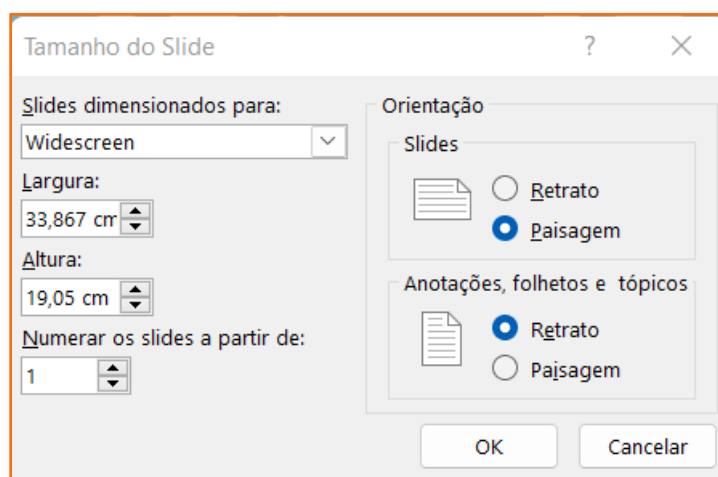 Tamanho do Slide
Slides dimensionados para:
Widescreen
Largura:
33,867 cm
Altura:
19,05 cm
Numerar os slides a partir de:
1
Orientação
Slides
Retrato
Paisagem
Anotações, folhetos e tópicos
Retrato
Paisagem
OK
Cancelar